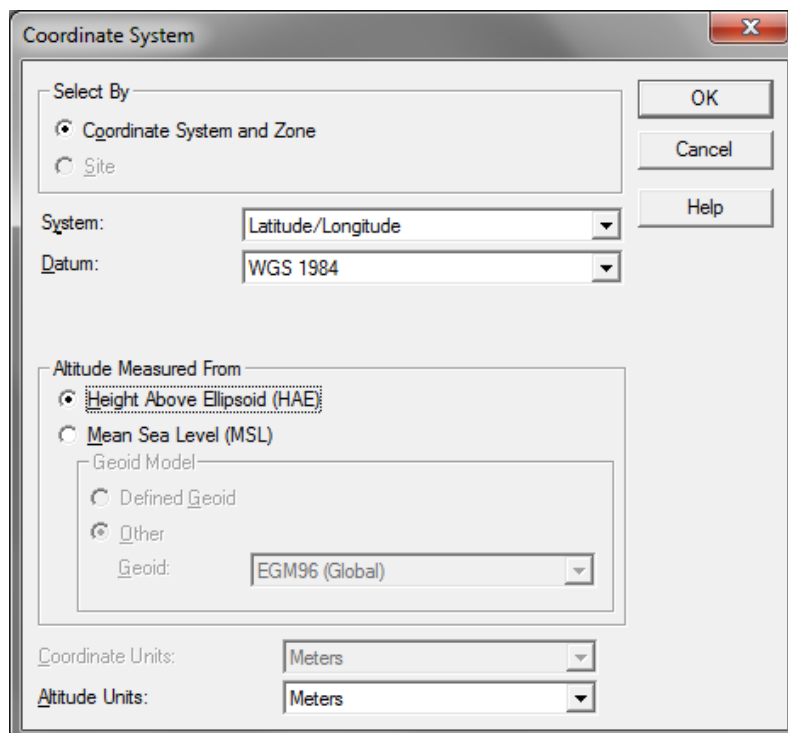 Coordinate System
Select By
Coordinate System and Zone
Site
OK
Cancel
Help
System:
Latitude/Longitude
Datum:
WGS 1984
Altitude Measured From
Height Above Ellipsoid (HAE)
Mean Sea Level (MSL)
Geoid Model
Defined Geoid
Other
Geoid:
EGM96 (Global)
Coordinate Units:
Meters
Altitude Units:
Meters